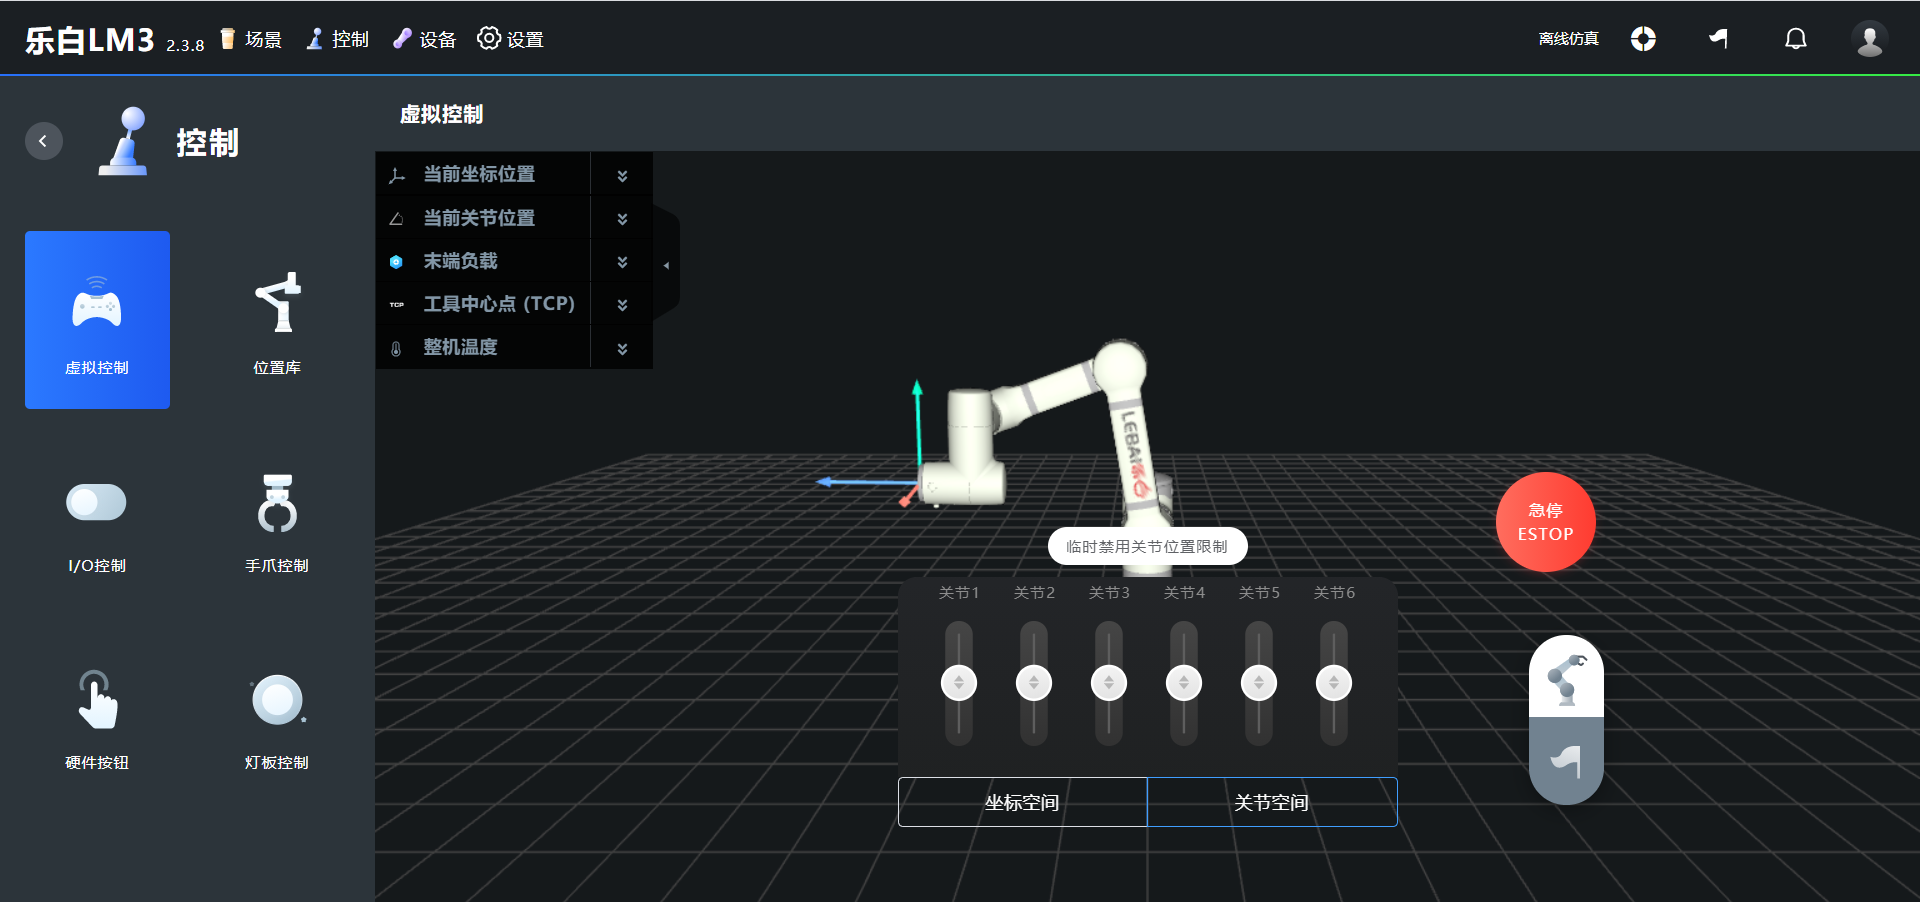 乐白LM3 2.3.8 场景 控制 设备 设置 离线仿真
控制
虚拟控制
当前坐标位置
当前关节位置
末端负载
TCP 工具中心点 (TCP)
整机温度
虚拟控制 位置库
I/O控制 手爪控制
硬件按钮 灯板控制
LEBAI
急停
ESTOP
临时禁用关节位置限制
关节1 关节2 关节3 关节4 关节5 关节6
坐标空间 关节空间